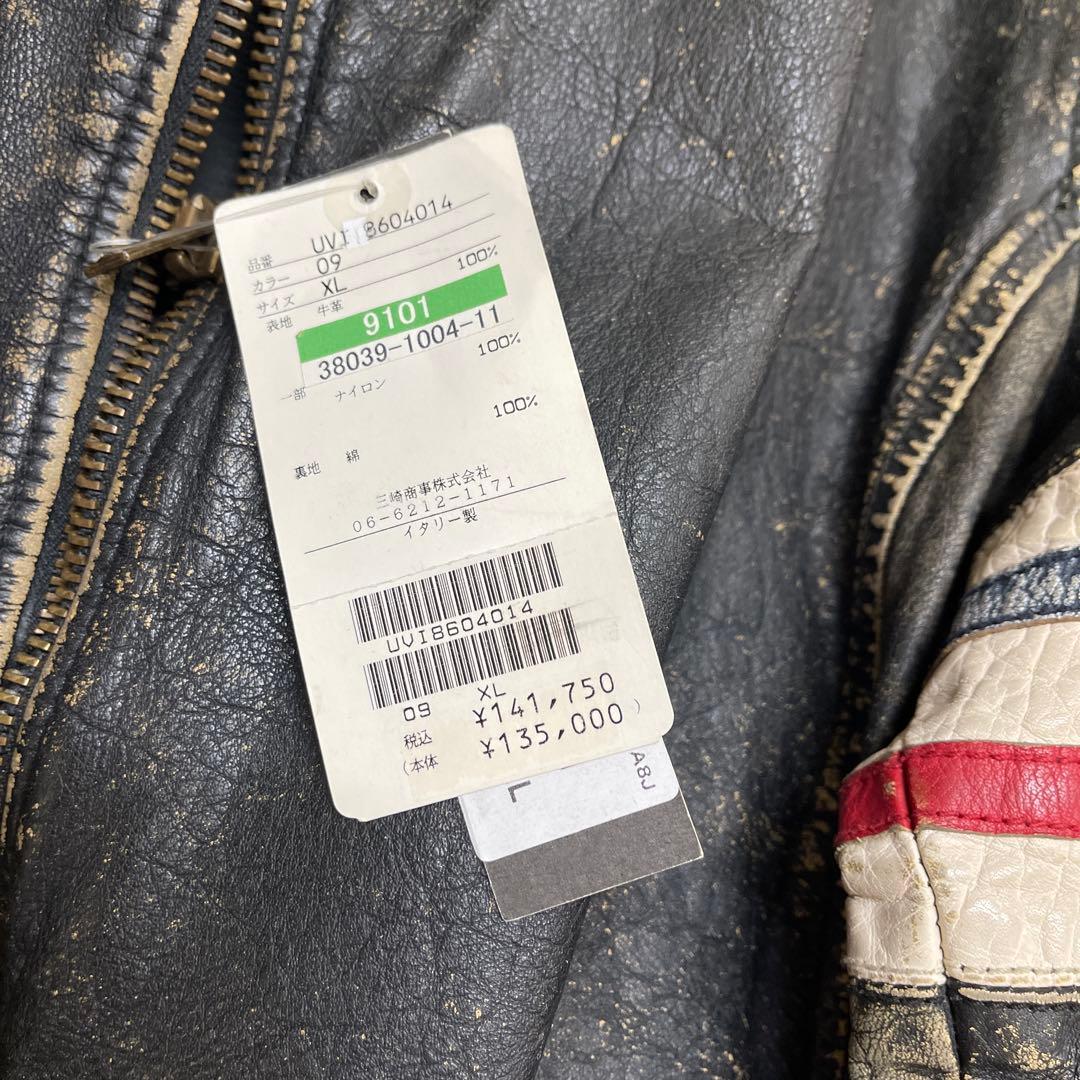 品番 UVI8604014
カラー 09
サイズ XL
表地 牛革 100%
9101
38039-1004-11
一部 ナイロン 100%
100%
裏地 綿
三崎商事株式会社
06-6212-1171
イタリー製
UVI8604014
09 XL
税込 ¥141,750
(本体 ¥135,000)
A8J
L